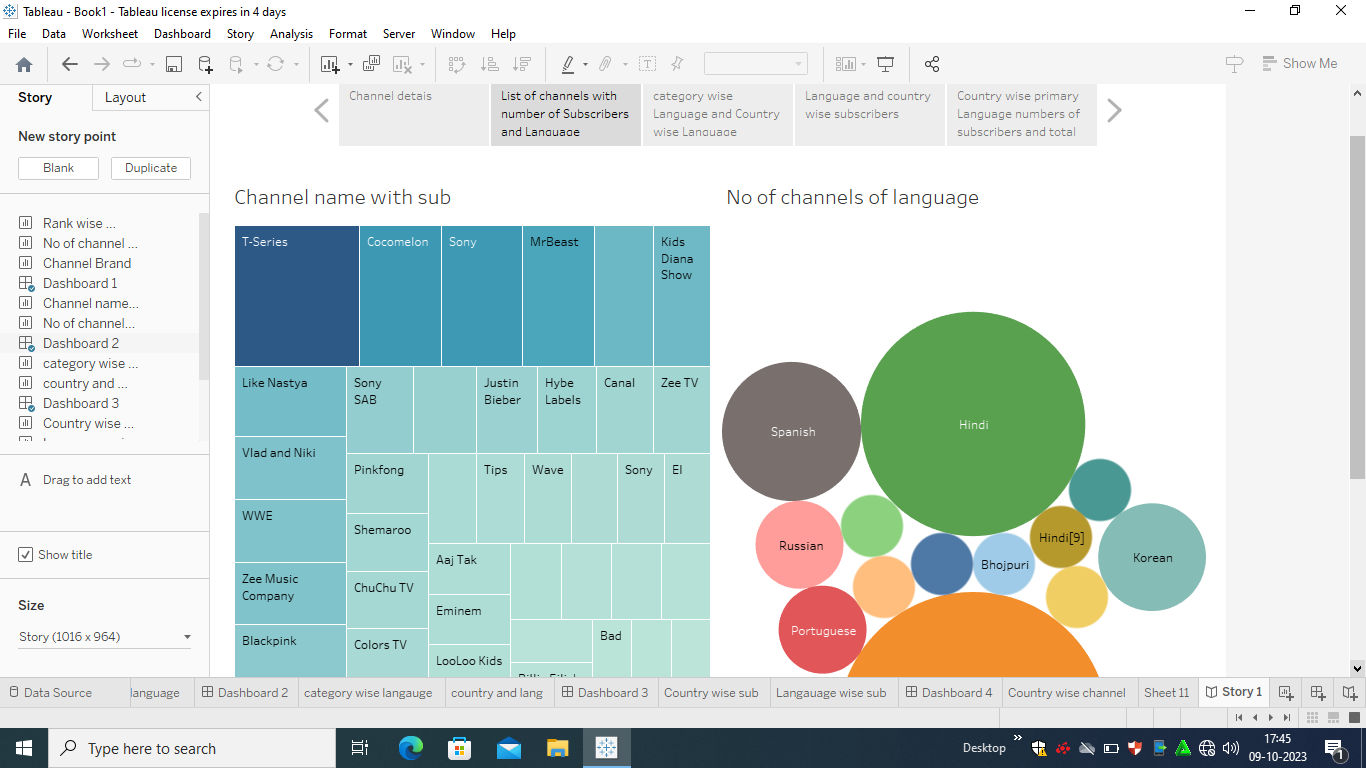 Tableau - Book1 - Tableau license expires in 4 days
File Data Worksheet Dashboard Story Analysis Format Server Window Help
Show Me
Story Layout
New story point
Blank Duplicate
Rank wise ...
No of channel ...
Channel Brand
Dashboard 1
Channel name...
No of channel...
Dashboard 2
category wise ...
country and ...
Dashboard 3
Country wise ...
A Drag to add text
Show title
Size
Story (1016 x 964)
Channel detais
List of channels with
number of Subscribers
and Language
category wise
Language and Country
wise Language
Language and country
wise subscribers
Country wise primary
Language numbers of
subscribers and total
Channel name with sub
T-Series
Cocomelon
Sony
MrBeast
Kids
Diana
Show
Like Nastya
Sony
SAB
Justin
Bieber
Hybe
Labels
Canal
Zee TV
Vlad and Niki
Pinkfong
Tips
Wave
Sony
El
WWE
Shemaroo
Aaj Tak
Zee Music
Company
ChuChu TV
Eminem
Bad
Blackpink
Colors TV
LooLoo Kids
Billie Eilish
No of channels of language
Hindi
Spanish
Russian
Hindi[9]
Bhojpuri
Korean
Portuguese
Data Source language Dashboard 2 category wise langauge country and lang Dashboard 3 Country wise sub Langauage wise sub Dashboard 4 Country wise channel Sheet 11 Story 1
Type here to search
Desktop
17:45
09-10-2023
1